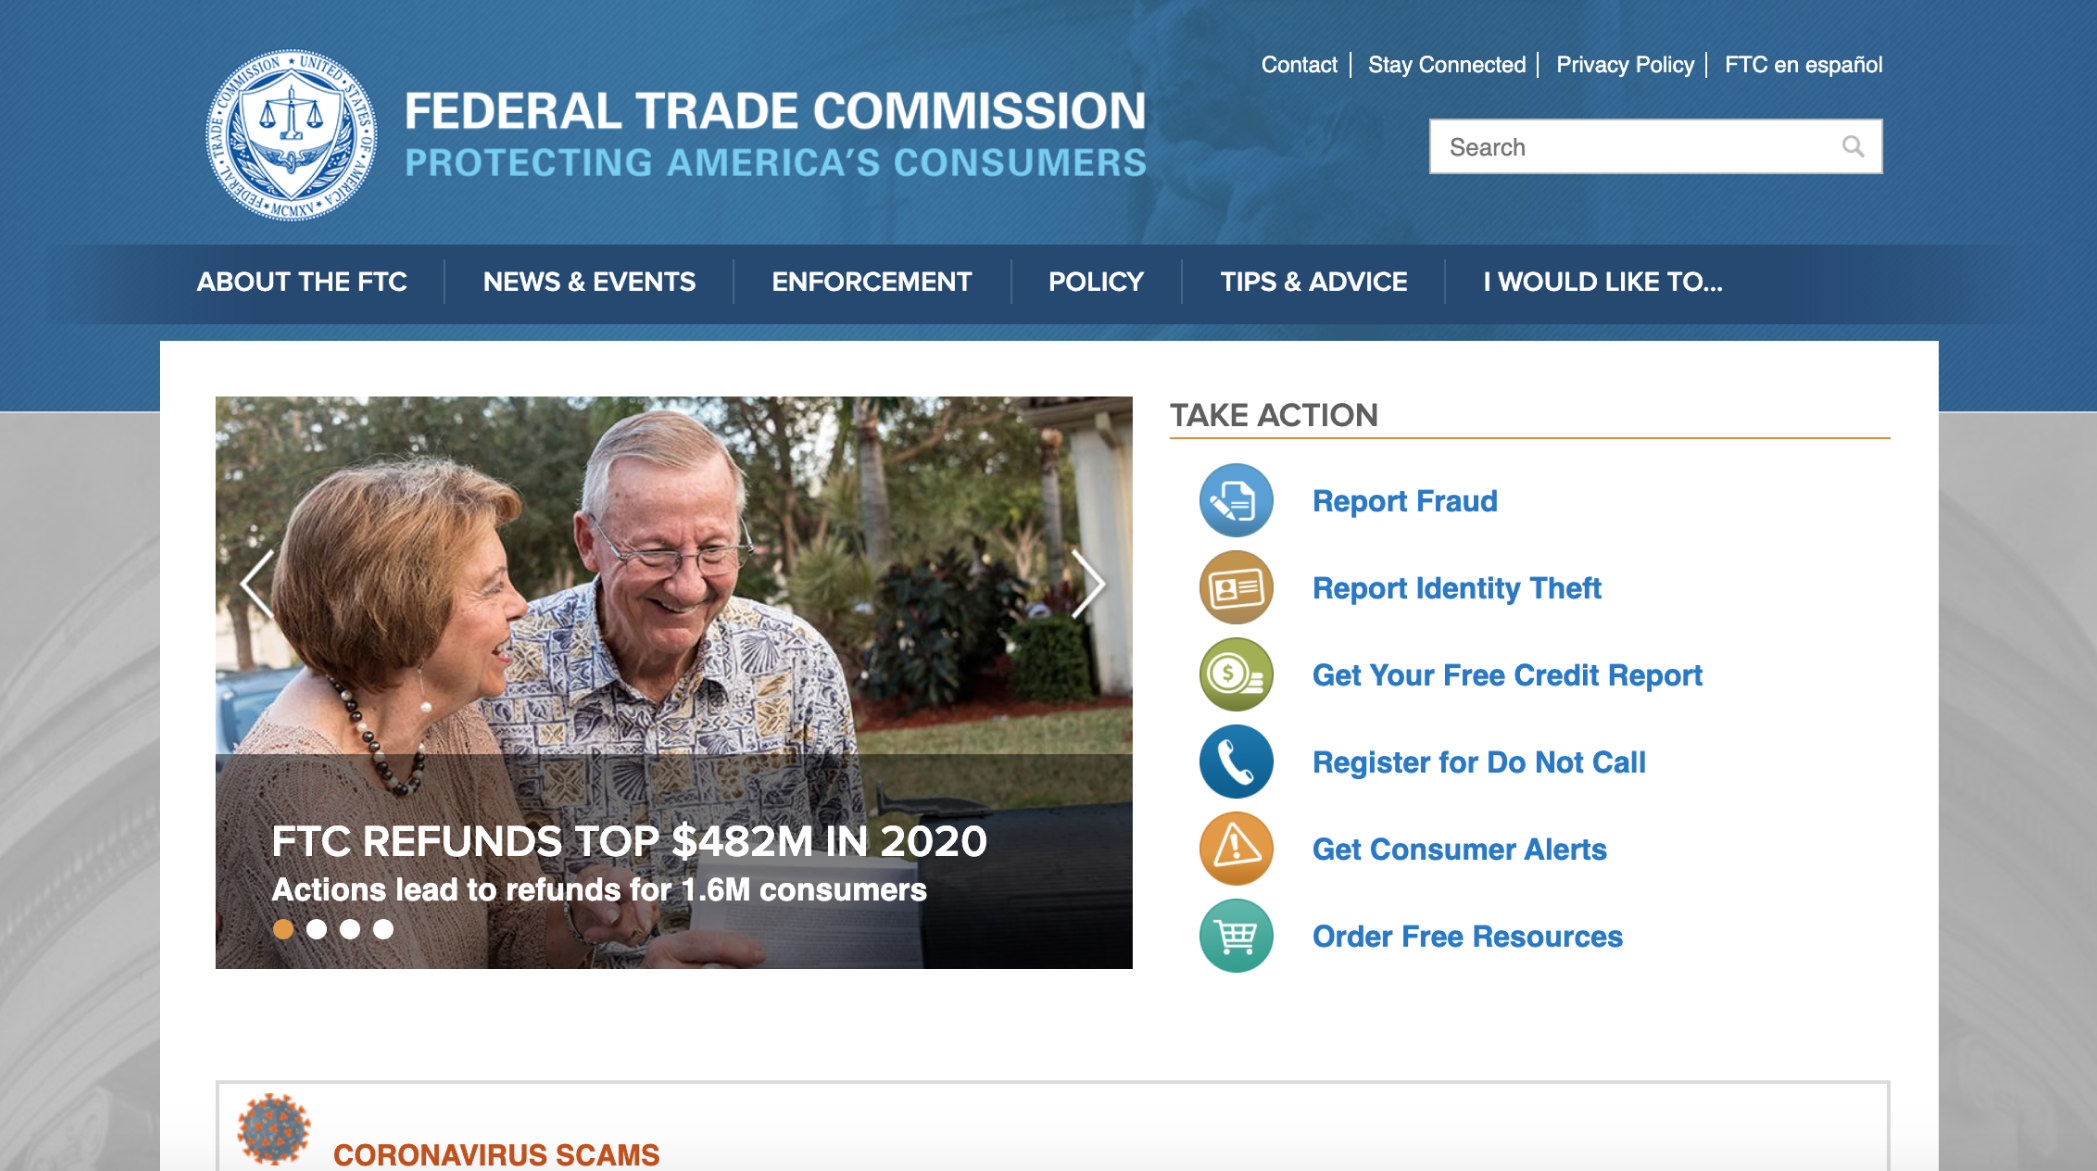 Contact | Stay Connected | Privacy Policy | FTC en español
FEDERAL TRADE COMMISSION · UNITED STATES OF AMERICA · MCMXV
FEDERAL TRADE COMMISSION
PROTECTING AMERICA'S CONSUMERS
Search
ABOUT THE FTC
NEWS & EVENTS
ENFORCEMENT
POLICY
TIPS & ADVICE
I WOULD LIKE TO...
FTC REFUNDS TOP $482M IN 2020
Actions lead to refunds for 1.6M consumers
TAKE ACTION
Report Fraud
Report Identity Theft
$
Get Your Free Credit Report
Register for Do Not Call
Get Consumer Alerts
Order Free Resources
CORONAVIRUS SCAMS